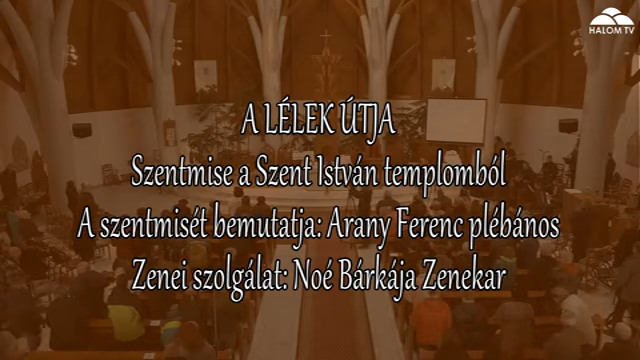 HALOM TV
A LÉLEK ÚTJA
Szentmise a Szent István templomból
A szentmisét bemutatja: Arany Ferenc plébános
Zenei szolgálat: Noé Bárkája Zenekar